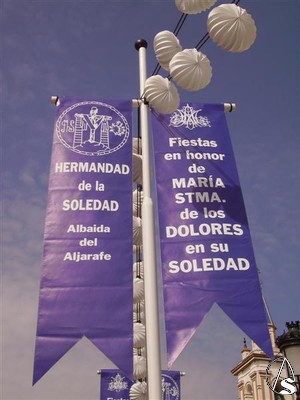 HERMANDAD
de la
SOLEDAD
Albaida
del
Aljarafe
Fiestas
en honor
de
MARÍA
STMA.
de los
DOLORES
en su
SOLEDAD